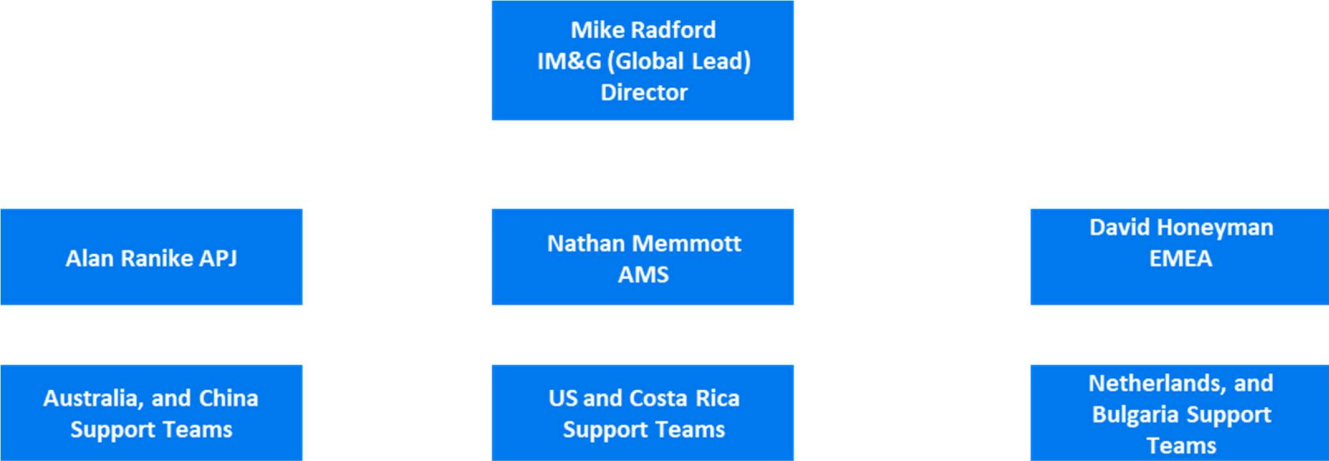 Mike Radford
IM&G (Global Lead)
Director
Alan Ranike APJ
Nathan Memmott
AMS
David Honeyman
EMEA
Australia, and China
Support Teams
US and Costa Rica
Support Teams
Netherlands, and
Bulgaria Support
Teams